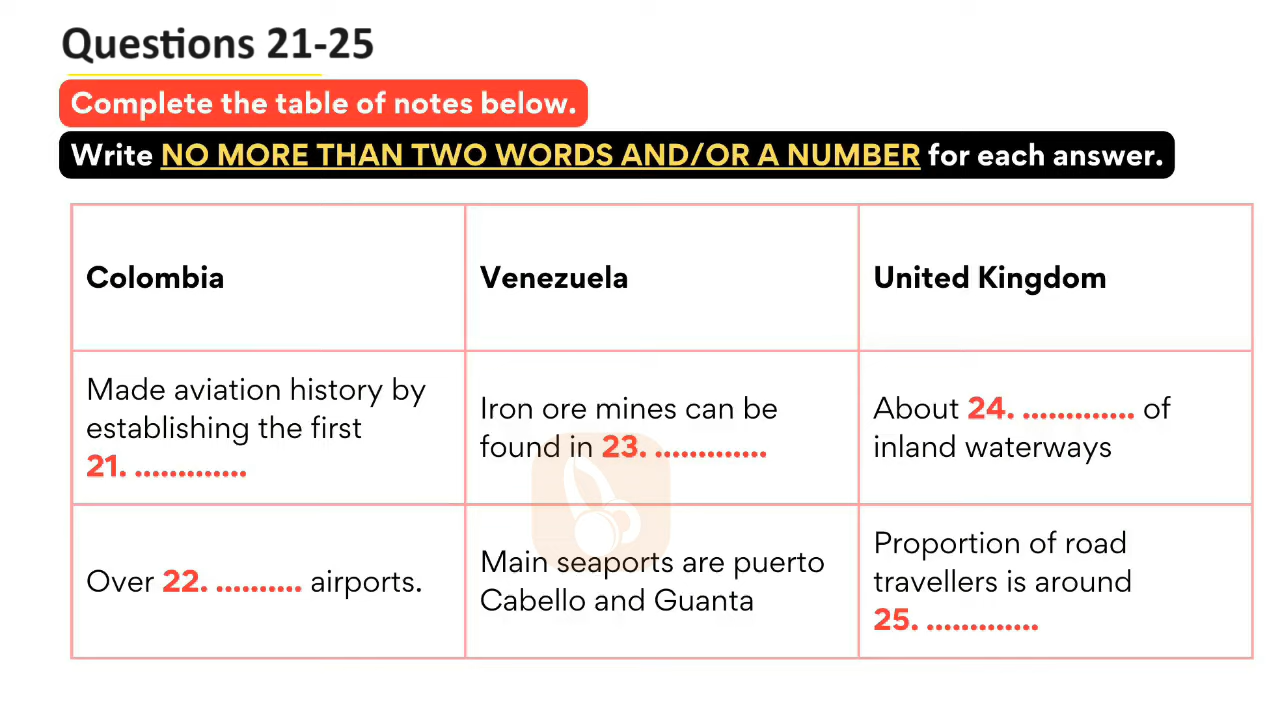 Questions 21-25
Complete the table of notes below.
Write NO MORE THAN TWO WORDS AND/OR A NUMBER for each answer.
Colombia
Venezuela
United Kingdom
Made aviation history by
establishing the first
21. .............
Iron ore mines can be
found in 23. .............
About 24. ............. of
inland waterways
Over 22. .......... airports.
Main seaports are puerto
Cabello and Guanta
Proportion of road
travellers is around
25. .............